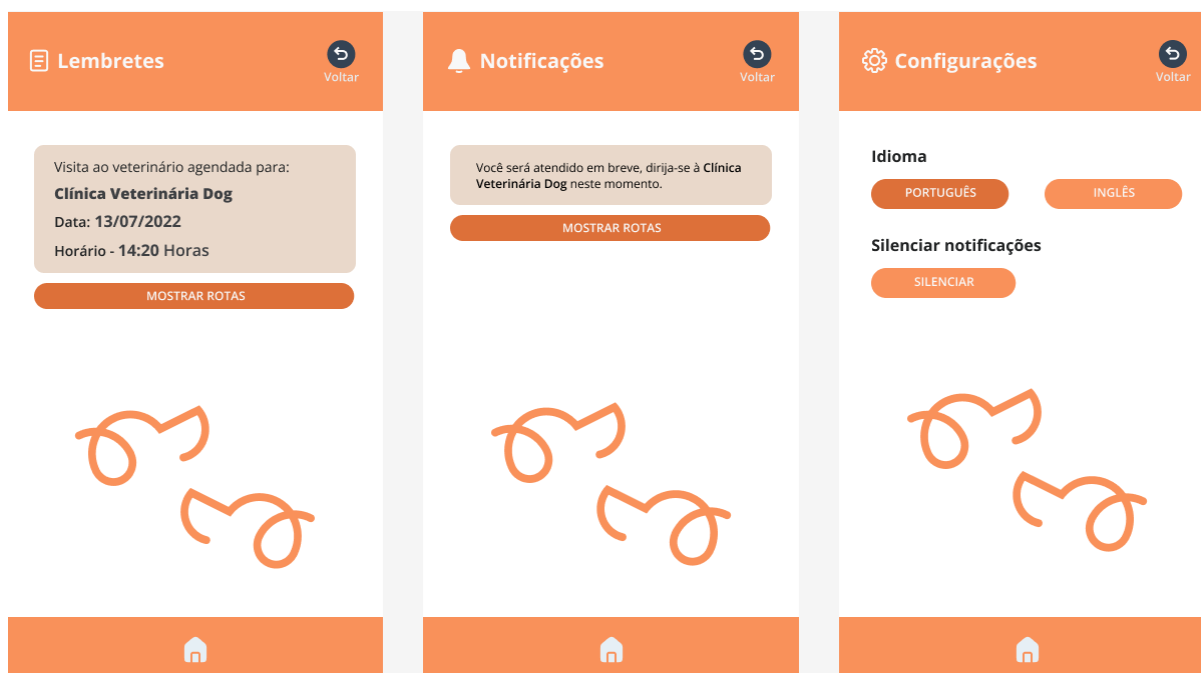 Lembretes
Voltar
Visita ao veterinário agendada para:
Clínica Veterinária Dog
Data: 13/07/2022
Horário - 14:20 Horas
MOSTRAR ROTAS
Notificações
Voltar
Você será atendido em breve, dirija-se à Clínica
Veterinária Dog neste momento.
MOSTRAR ROTAS
Configurações
Voltar
Idioma
PORTUGUÊS
INGLÊS
Silenciar notificações
SILENCIAR